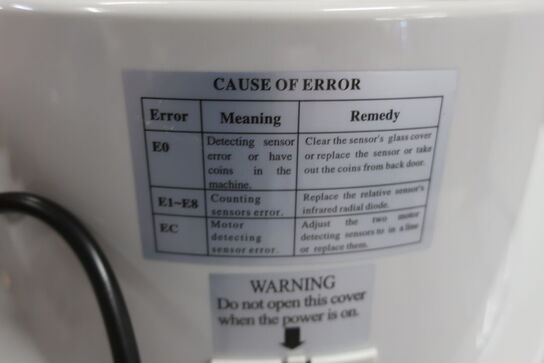 CAUSE OF ERROR
Error Meaning Remedy
E0
Detecting sensor
error or have
coins in the
machine.
Clear the sensor's glass cover
or replace the sensor or take
out the coins from back door.
E1~E8
Counting
sensors error.
Replace the relative sensor's
infrared radial diode.
EC
Motor
detecting
sensor error.
Adjust the two motor
detecting sensors to in a line
or replace them.
WARNING
Do not open this cover
when the power is on.